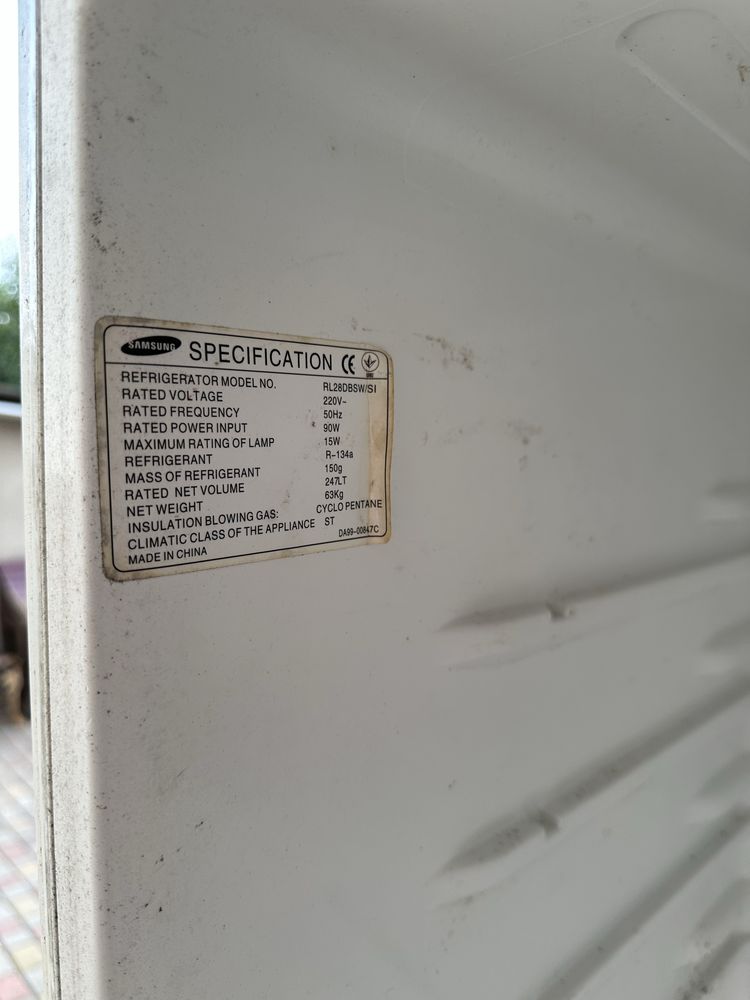 SAMSUNG SPECIFICATION CE
REFRIGERATOR MODEL NO. RL28DBSW/SI
RATED VOLTAGE 220V~
RATED FREQUENCY 50Hz
RATED POWER INPUT 90W
MAXIMUM RATING OF LAMP 15W
REFRIGERANT R-134a
MASS OF REFRIGERANT 150g
RATED NET VOLUME 247LT
NET WEIGHT 63Kg
INSULATION BLOWING GAS: CYCLO PENTANE
CLIMATIC CLASS OF THE APPLIANCE ST
MADE IN CHINA DA99-00847C